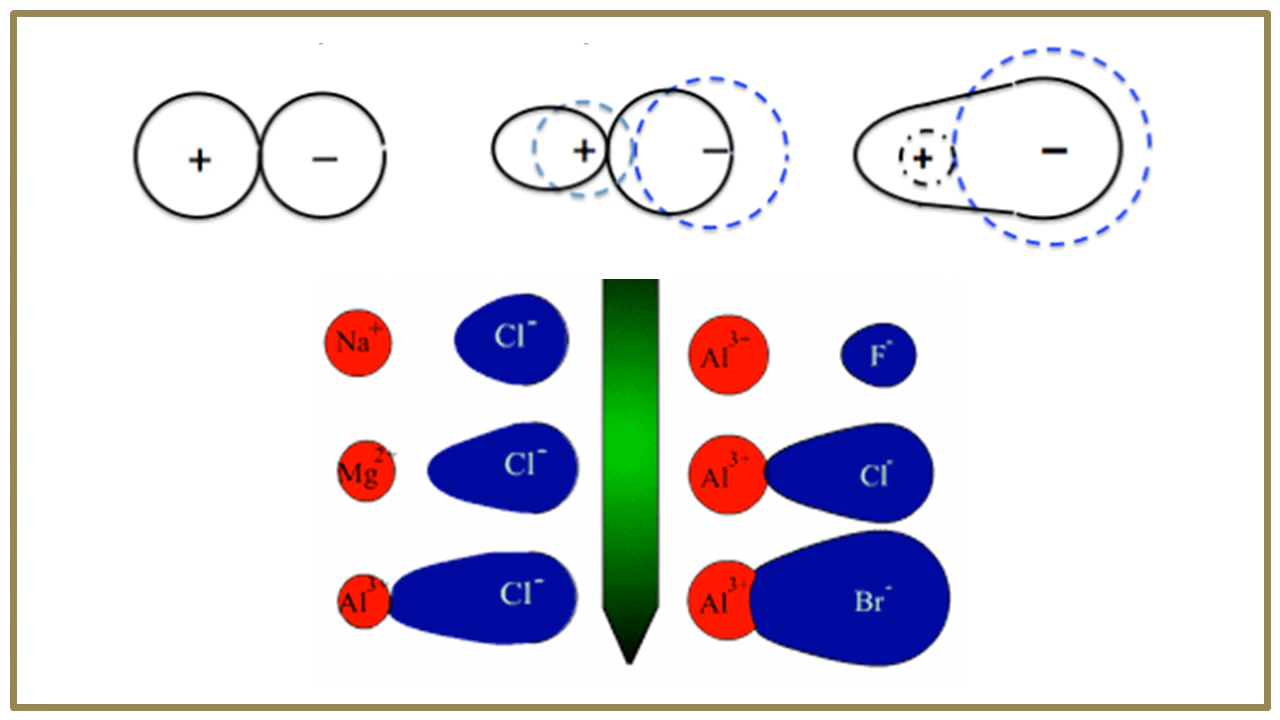 + − + − + −
Na⁺ Cl⁻ Al³⁺ F⁻
Mg²⁺ Cl⁻ Al³⁺ Cl⁻
Al³⁺ Cl⁻ Al³⁺ Br⁻